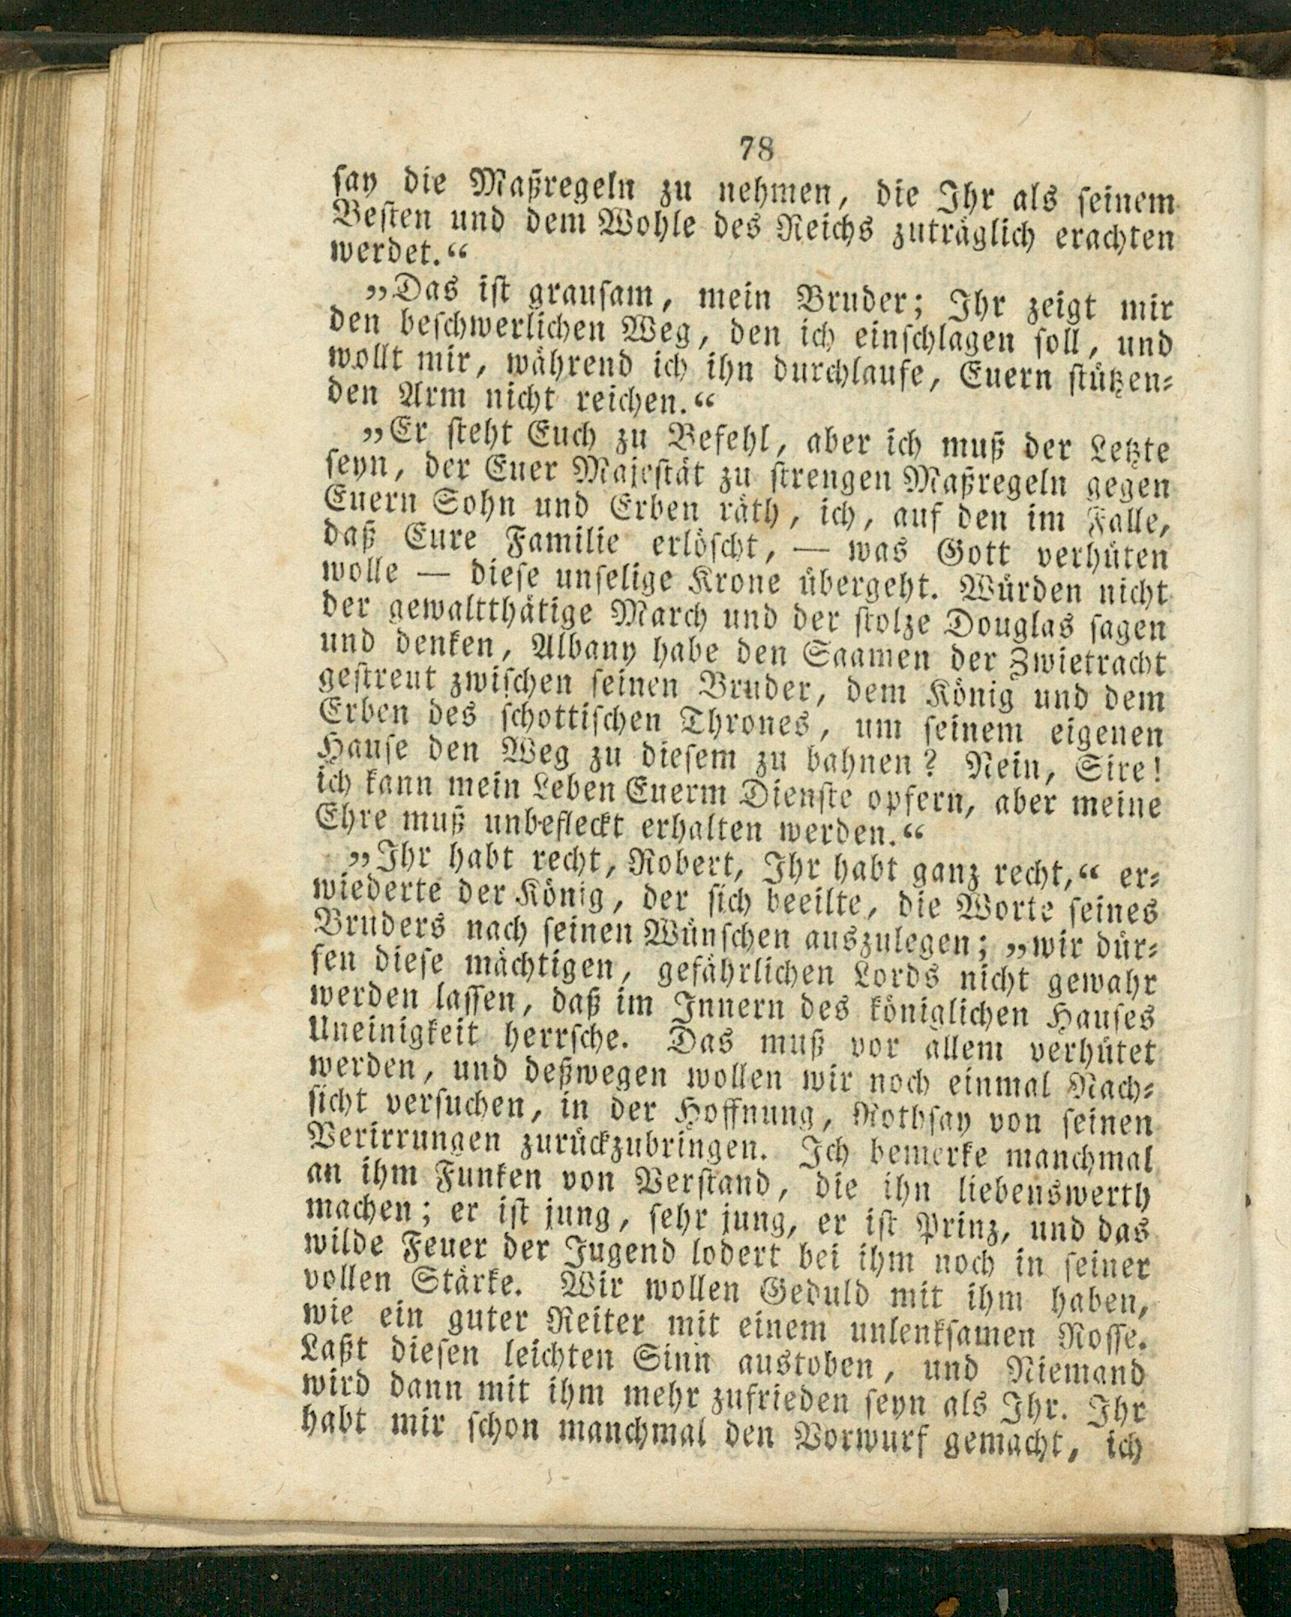 78
say die Maßregeln zu nehmen, die Ihr als seinem
Besten und dem Wohle des Reichs zuträglich erachten
werdet.“
„Das ist grausam, mein Bruder; Ihr zeigt mir
den beschwerlichen Weg, den ich einschlagen soll, und
wollt mir, während ich ihn durchlaufe, Euern stützen-
den Arm nicht reichen.“
„Er steht Euch zu Befehl, aber ich muß der Letzte
seyn, der Euer Majestät zu strengen Maßregeln gegen
Euern Sohn und Erben räth, ich, auf den im Falle,
daß Eure Familie erlöscht, — was Gott verhüten
wolle — diese unselige Krone übergeht. Würden nicht
der gewaltthätige March und der stolze Douglas sagen
und denken, Albany habe den Saamen der Zwietracht
gestreut zwischen seinen Bruder, dem König und dem
Erben des schottischen Thrones, um seinem eigenen
Hause den Weg zu diesem zu bahnen? Nein, Sire!
ich kann mein Leben Euerm Dienste opfern, aber meine
Ehre muß unbefleckt erhalten werden.“
„Ihr habt recht, Robert, Ihr habt ganz recht,“ er-
wiederte der König, der sich beeilte, die Worte seines
Bruders nach seinen Wünschen auszulegen; „wir dür-
fen diese mächtigen, gefährlichen Lords nicht gewahr
werden lassen, daß im Innern des königlichen Hauses
Uneinigkeit herrsche. Das muß vor allem verhütet
werden, und deßwegen wollen wir noch einmal Nach-
sicht versuchen, in der Hoffnung, Rothsay von seinen
Verirrungen zurückzubringen. Ich bemerke manchmal
an ihm Funken von Verstand, die ihn liebenswerth
machen; er ist jung, sehr jung, er ist Prinz, und das
wilde Feuer der Jugend lodert bei ihm noch in seiner
vollen Stärke. Wir wollen Geduld mit ihm haben,
wie ein guter Reiter mit einem unlenksamen Rosse.
Laßt diesen leichten Sinn austoben, und Niemand
wird dann mit ihm mehr zufrieden seyn als Ihr. Ihr
habt mir schon manchmal den Vorwurf gemacht, ich